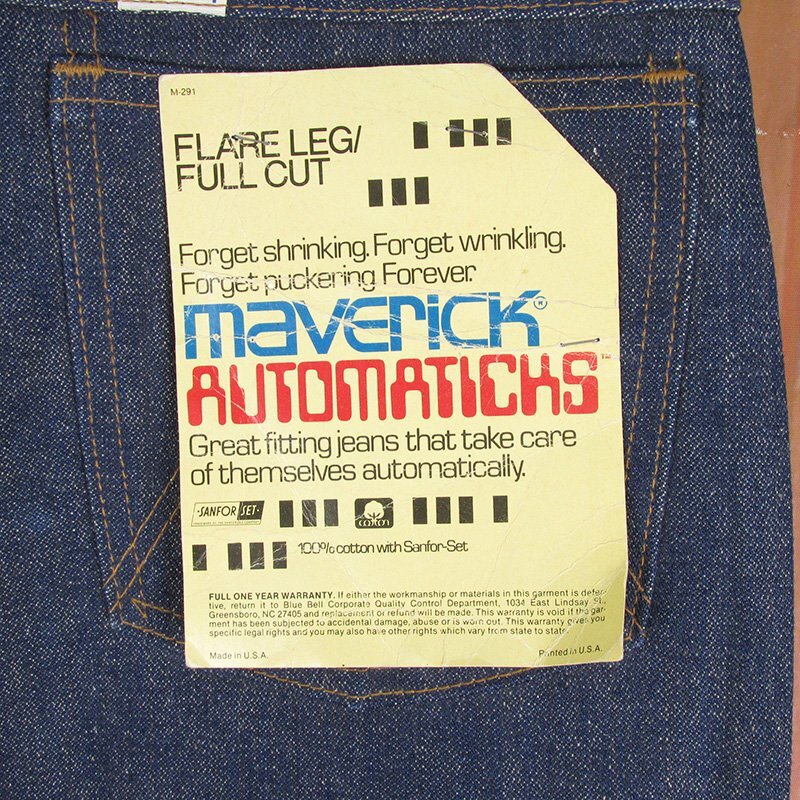 M-291
FLARE LEG/
FULL CUT
Forget shrinking. Forget wrinkling.
Forget puckering. Forever.
maverick®
AUTOMATICKS™
Great fitting jeans that take care
of themselves automatically.
SANFOR SET
cotton
100% cotton with Sanfor-Set
FULL ONE YEAR WARRANTY. If either the workmanship or materials in this garment is defec-
tive, return it to Blue Bell Corporate Quality Control Department, 1034 East Lindsay St.,
Greensboro, NC 27405 and replacement or refund will be made. This warranty is void if the gar-
ment has been subjected to accidental damage, abuse or is worn out. This warranty gives you
specific legal rights and you may also have other rights which vary from state to state.
Made in U.S.A.
Printed in U.S.A.